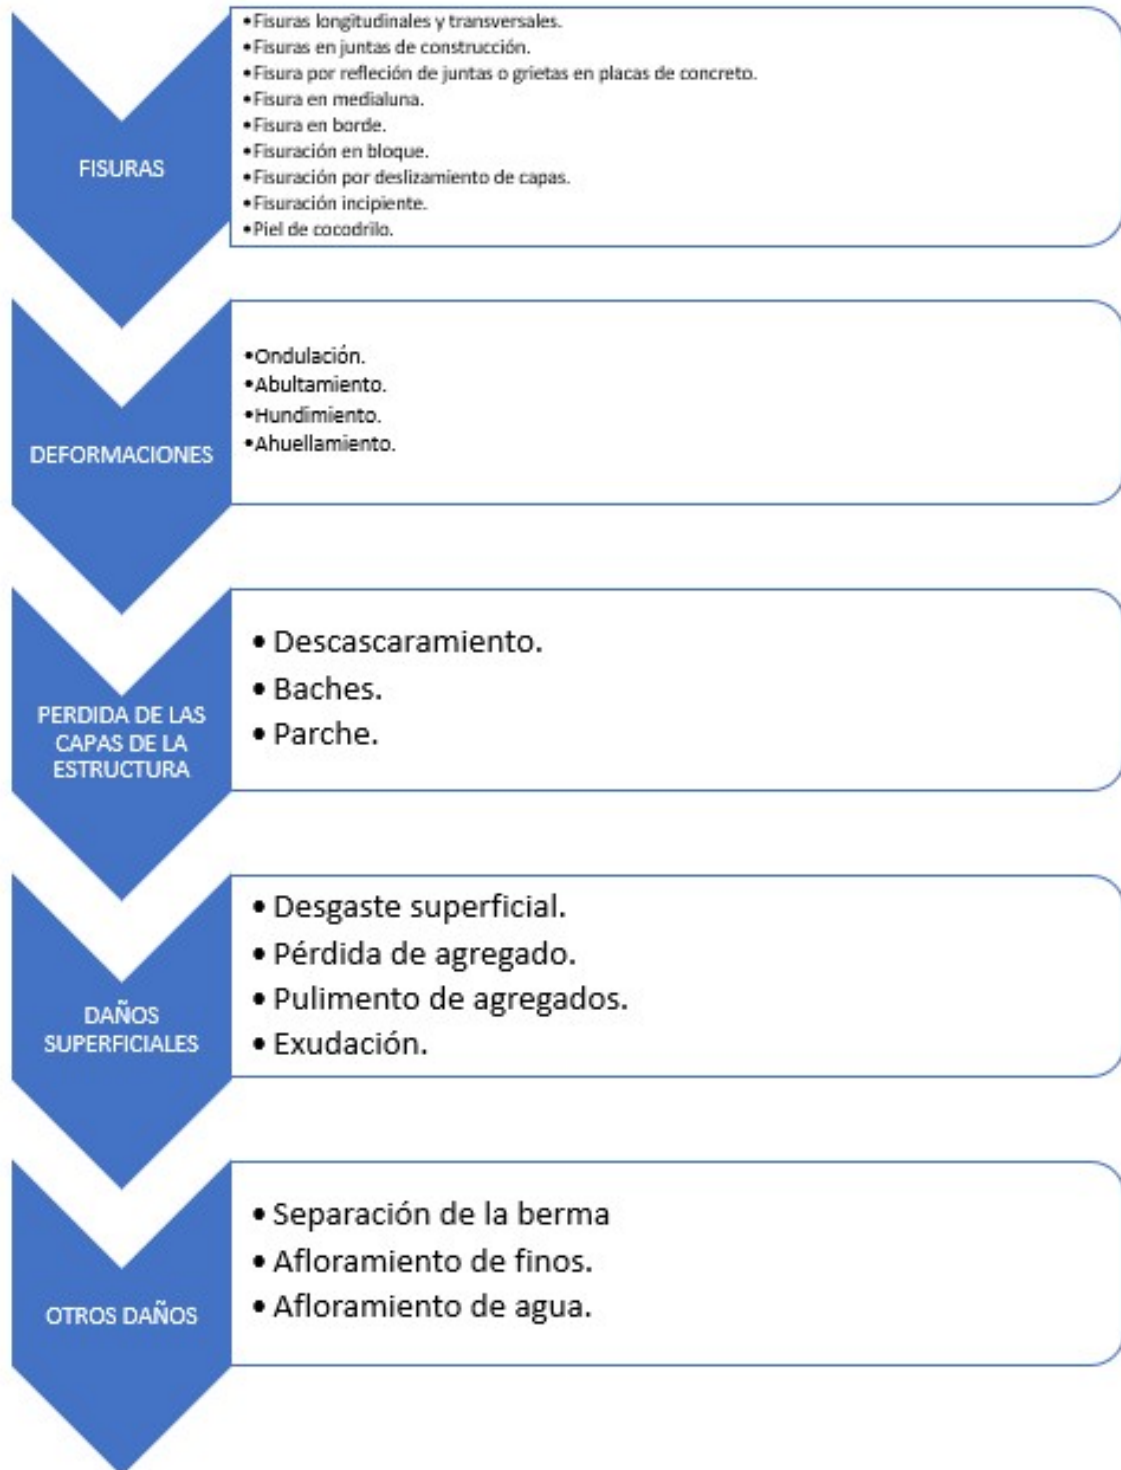 FISURAS
•Fisuras longitudinales y transversales.
•Fisuras en juntas de construcción.
•Fisura por refleción de juntas o grietas en placas de concreto.
•Fisura en medialuna.
•Fisura en borde.
•Fisuración en bloque.
•Fisuración por deslizamiento de capas.
•Fisuración incipiente.
•Piel de cocodrilo.
DEFORMACIONES
•Ondulación.
•Abultamiento.
•Hundimiento.
•Ahuellamiento.
PERDIDA DE LAS
CAPAS DE LA
ESTRUCTURA
• Descascaramiento.
• Baches.
• Parche.
DAÑOS
SUPERFICIALES
• Desgaste superficial.
• Pérdida de agregado.
• Pulimento de agregados.
• Exudación.
OTROS DAÑOS
• Separación de la berma
• Afloramiento de finos.
• Afloramiento de agua.